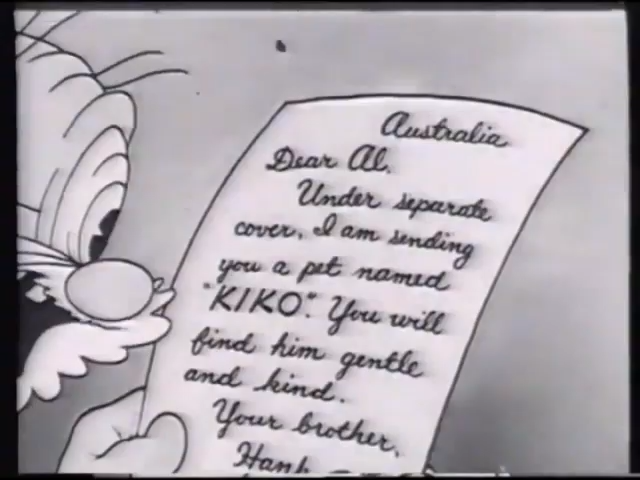 Australia
Dear Al,
Under separate
cover, I am sending
you a pet named
"KIKO". You will
find him gentle
and kind.
Your brother,
Hank